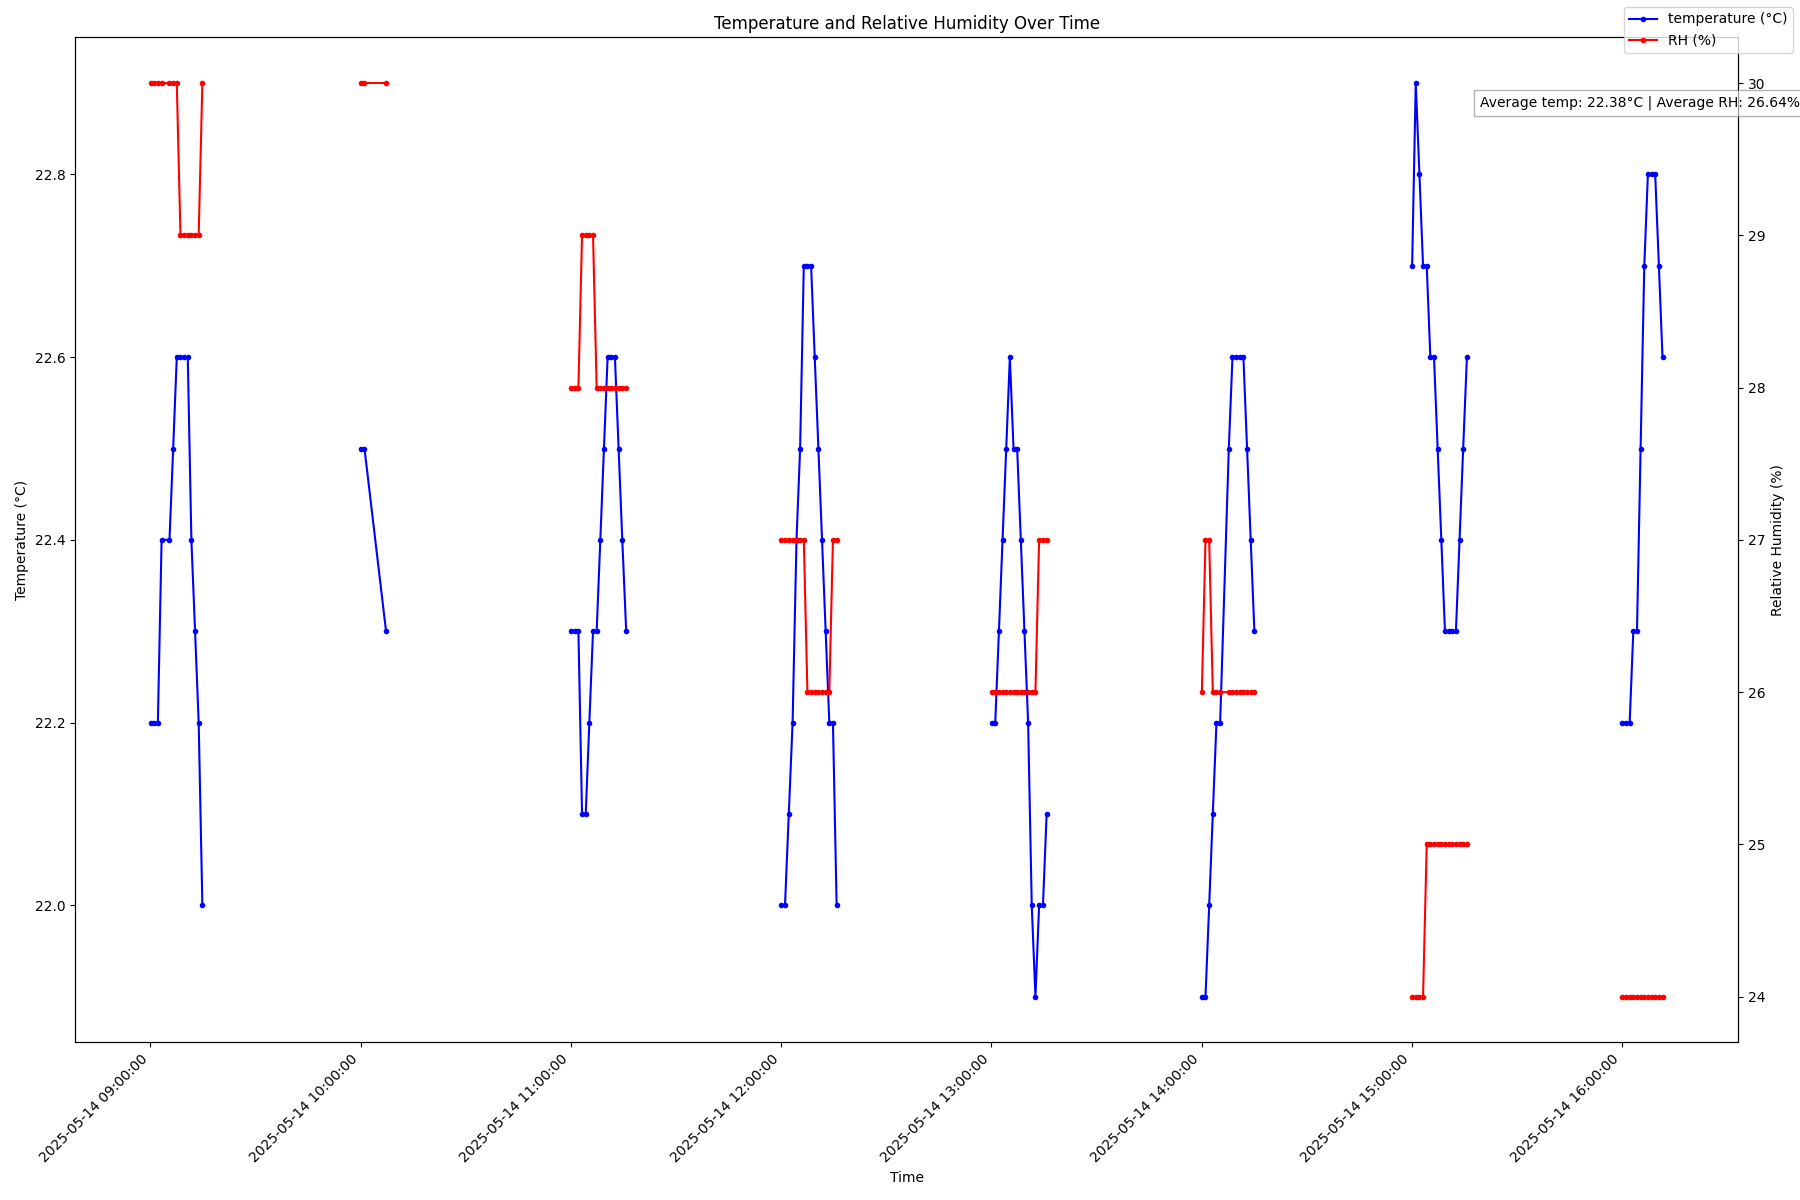 Temperature and Relative Humidity Over Time
temperature (°C)
RH (%)
Average temp: 22.38°C | Average RH: 26.64%
Temperature (°C)
22.8
22.6
22.4
22.2
22.0
30
29
28
27
26
25
24
Relative Humidity (%)
2025-05-14 09:00:00
2025-05-14 10:00:00
2025-05-14 11:00:00
2025-05-14 12:00:00
2025-05-14 13:00:00
2025-05-14 14:00:00
2025-05-14 15:00:00
2025-05-14 16:00:00
Time